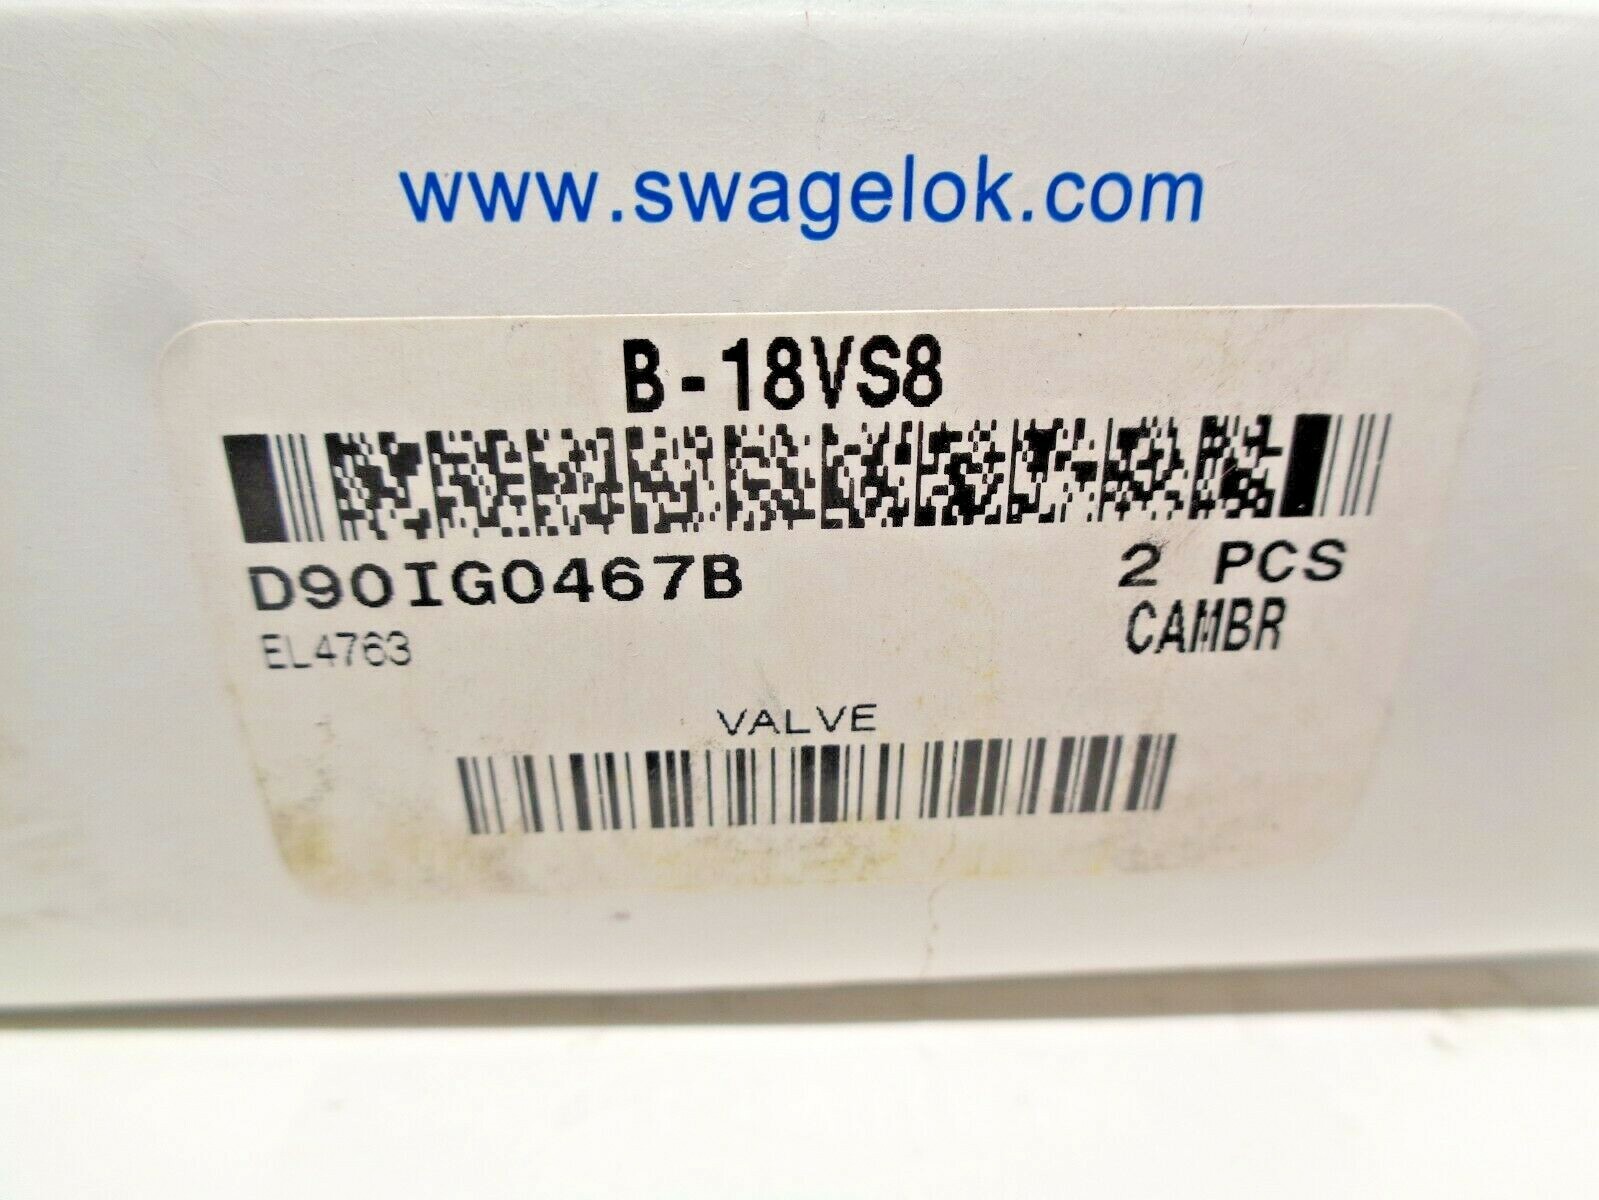 www.swagelok.com
B-18VS8
D90IG0467B 2 PCS
EL4763 CAMBR
VALVE